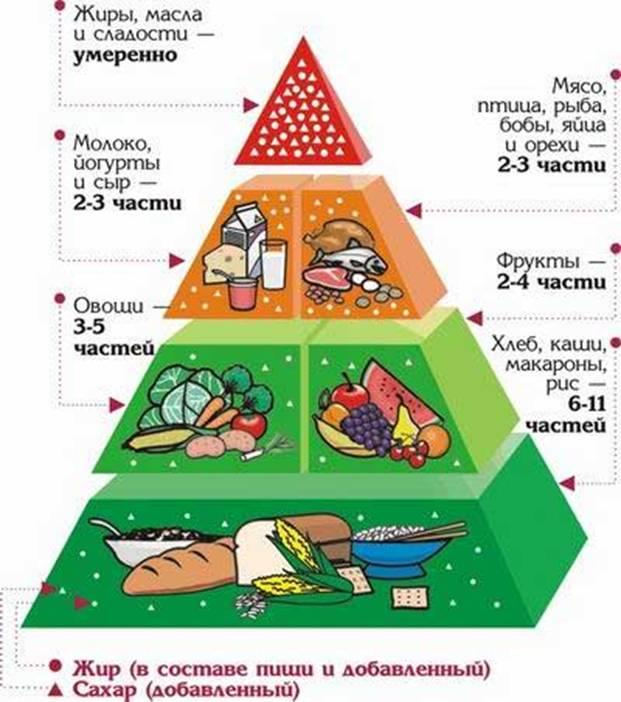 Жиры, масла
и сладости —
умеренно
Мясо,
птица, рыба,
бобы, яйца
и орехи —
2-3 части
Молоко,
йогурты
и сыр —
2-3 части
Фрукты —
2-4 части
Овощи —
3-5
частей
Хлеб, каши,
макароны,
рис —
6-11
частей
Жир (в составе пищи и добавленный)
Сахар (добавленный)